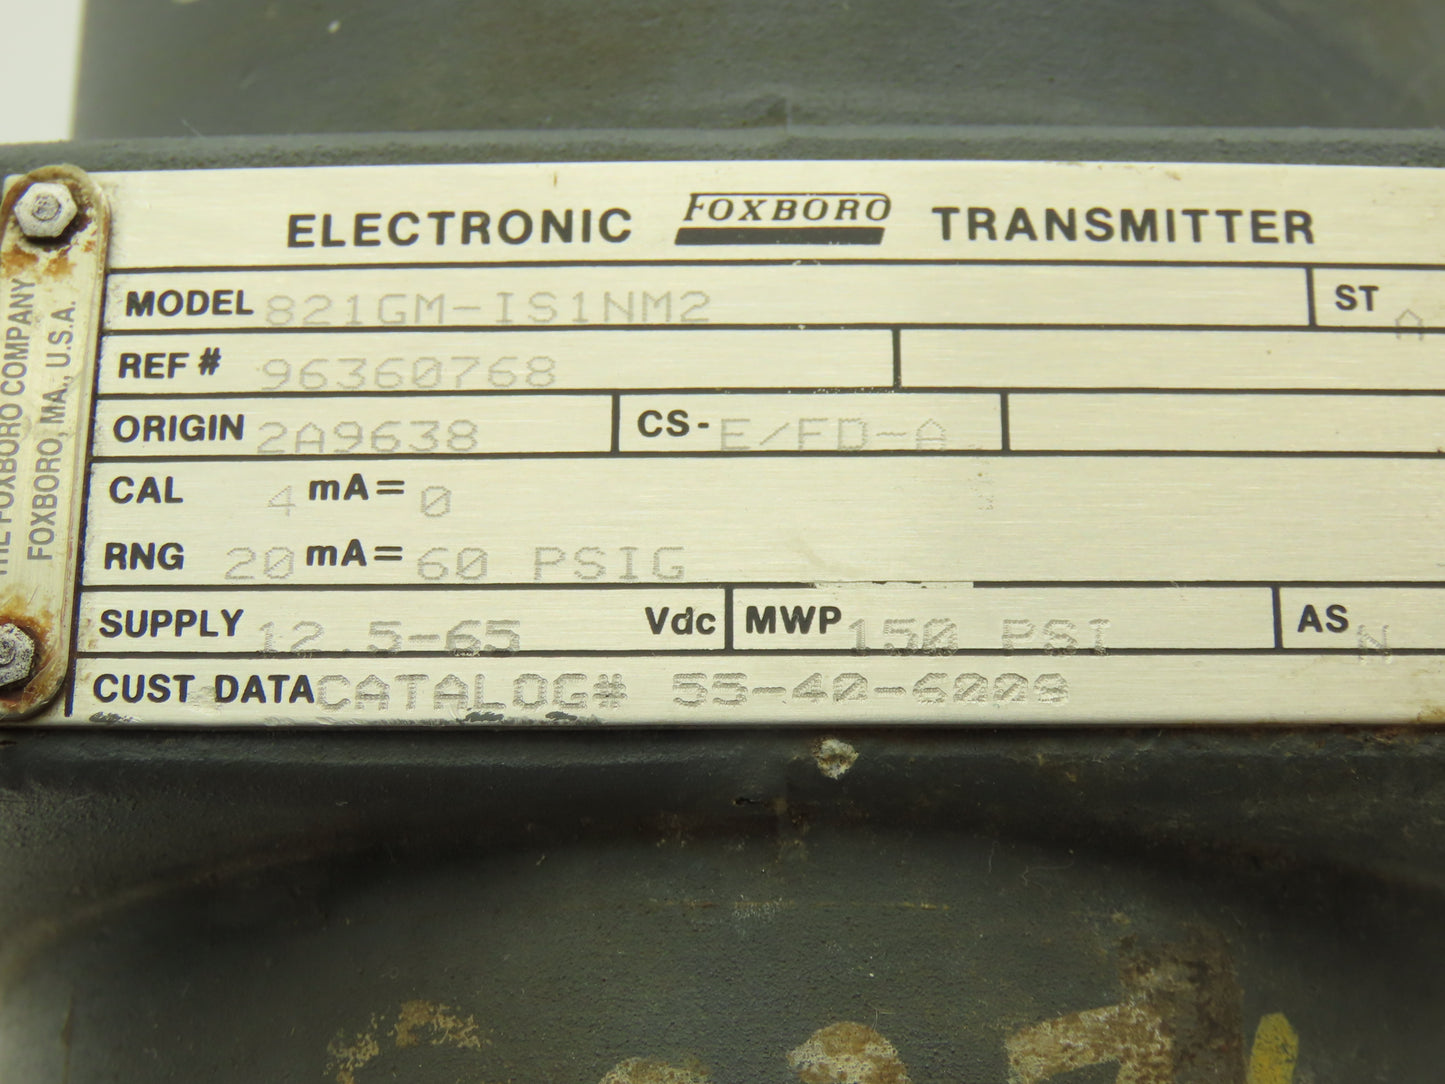 ELECTRONIC FOXBORO TRANSMITTER
MODEL 821GM-IS1NM2 ST A
REF # 96360768
ORIGIN 2A9638 CS- E/FD-A
CAL 4 mA= 0
RNG 20 mA= 60 PSIG
SUPPLY 12.5-65 Vdc MWP 150 PSI AS N
CUST DATA CATALOG# 55-40-6009
THE FOXBORO COMPANY
FOXBORO, MA., U.S.A.